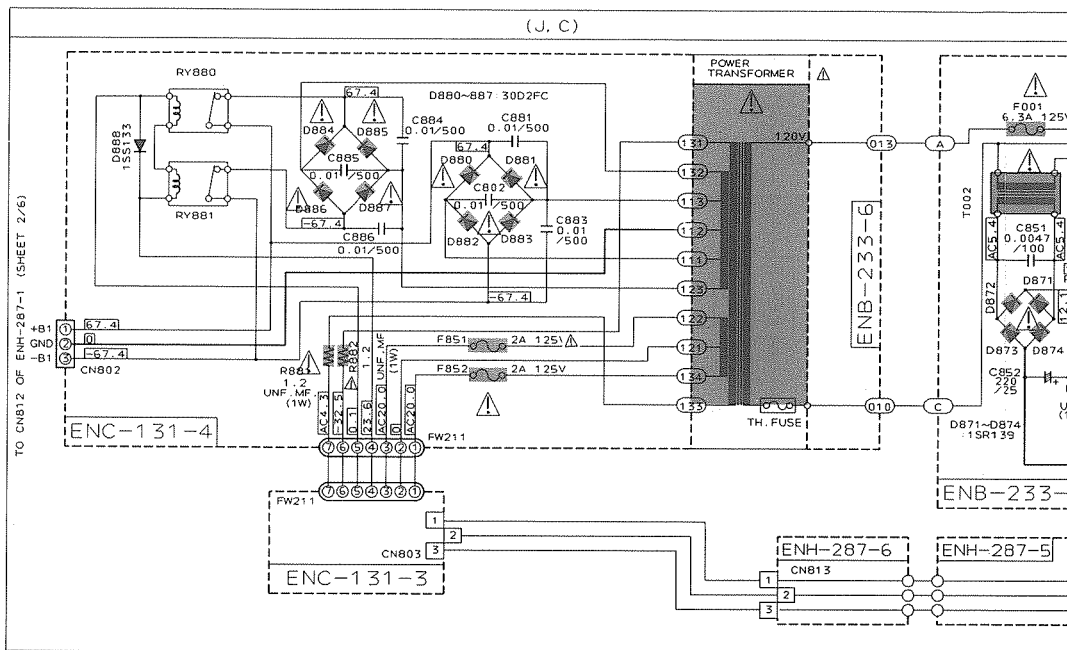 (J, C)
POWER
TRANSFORMER
RY880
67.4
D880~887:30D2FC
C881
0.01/500
C884
0.01/500
D884
D885
D888
1SS133
C885
0.01/500
67.4
D880
D881
C802
0.01/500
D886
D887
RY881
-67.4
C886
0.01/500
D882
D883
C883
0.01
/500
-67.4
131
132
113
112
111
123
122
121
134
133
120V
TH.FUSE
013
010
ENB-233-6
A
C
F001
6.3A 125V
T002
AC5.4
AC5.4
C851
0.0047
/100
D871
D872
D873
D874
12.1
C852
220
/25
D871~D874
:1SR139
ENB-233-
TO CN812 OF ENH-287-1 (SHEET 2/6)
+B1
1
67.4
GND
2
0
-B1
3
-67.4
CN802
R882
1.2
UNF.MF
(1W)
1.2
UNF.MF
(1W)
F851
2A 125V
F852
2A 125V
AC4.3
-32.5
0.1
23.6
AC20.0
0
AC20.0
ENC-131-4
FW211
7 6 5 4 3 2 1
FW211
7 6 5 4 3 2 1
1
2
CN803
3
ENC-131-3
ENH-287-6
CN813
1
2
3
ENH-287-5